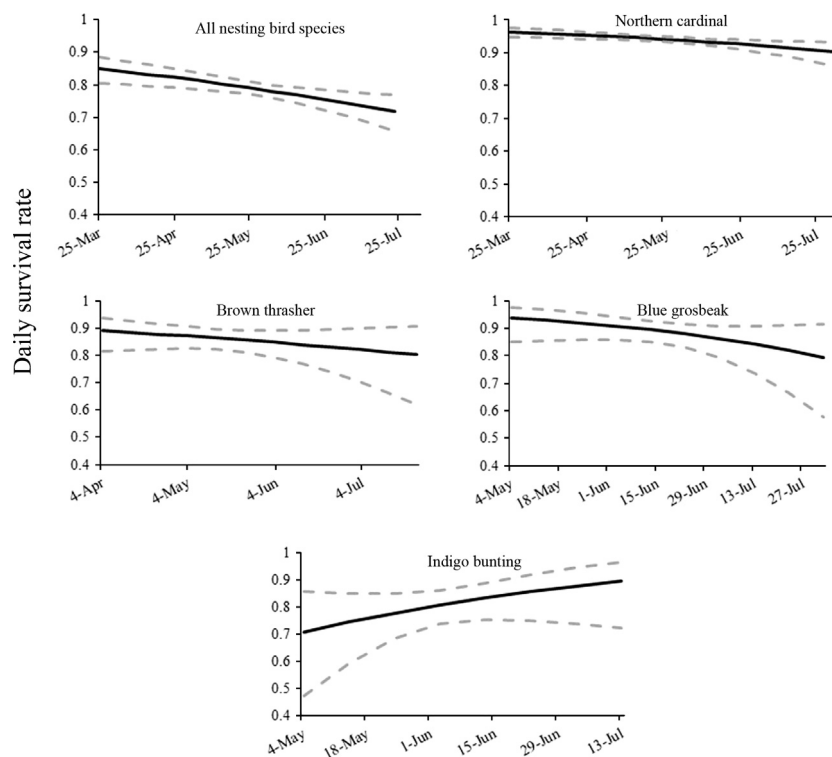 Daily survival rate
All nesting bird species
1
0.9
0.8
0.7
0.6
0.5
0.4
25-Mar
25-Apr
25-May
25-Jun
25-Jul
Northern cardinal
1
0.9
0.8
0.7
0.6
0.5
0.4
25-Mar
25-Apr
25-May
25-Jun
25-Jul
Brown thrasher
1
0.9
0.8
0.7
0.6
0.5
0.4
4-Apr
4-May
4-Jun
4-Jul
Blue grosbeak
1
0.9
0.8
0.7
0.6
0.5
0.4
4-May
18-May
1-Jun
15-Jun
29-Jun
13-Jul
27-Jul
Indigo bunting
1
0.9
0.8
0.7
0.6
0.5
0.4
4-May
18-May
1-Jun
15-Jun
29-Jun
13-Jul